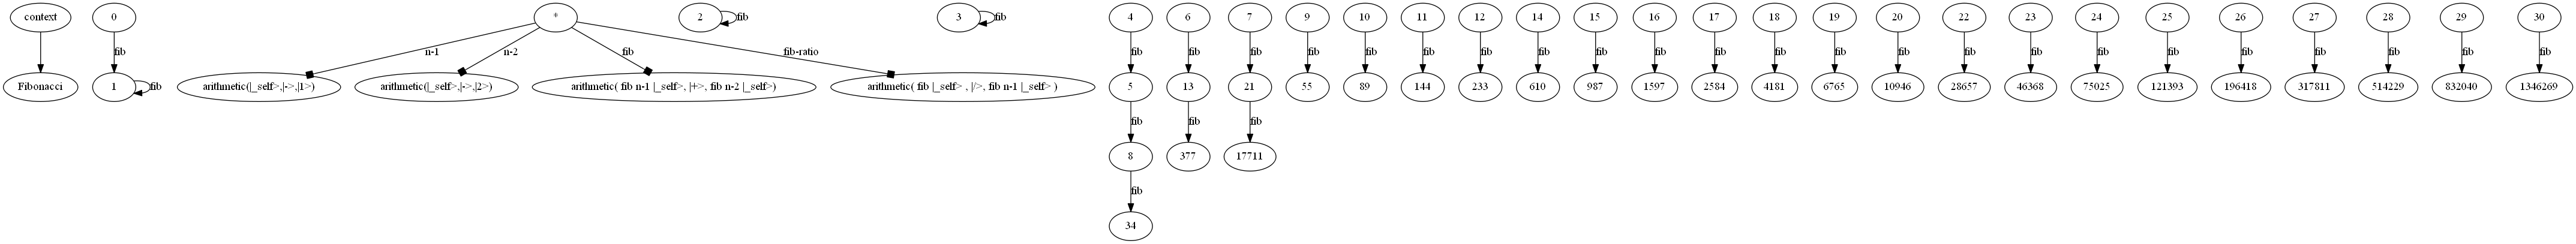 context 0 * 2 3 4 6 7 9 10 11 12 14 15 16 17 18 19 20 22 23 24 25 26 27 28 29 30
fib fib
fib n-1 n-2 fib fib-ratio fib fib fib fib fib fib fib fib fib fib fib fib fib fib fib fib fib fib fib fib fib fib fib
Fibonacci 1 fib arithmetic(|_self>,|->,|1>) arithmetic(|_self>,|->,|2>) arithmetic( fib n-1 |_self>, |+>, fib n-2 |_self>) arithmetic( fib |_self> , |/>, fib n-1 |_self> ) 5 13 21 55 89 144 233 610 987 1597 2584 4181 6765 10946 28657 46368 75025 121393 196418 317811 514229 832040 1346269
fib fib fib
8 377 17711
fib
34